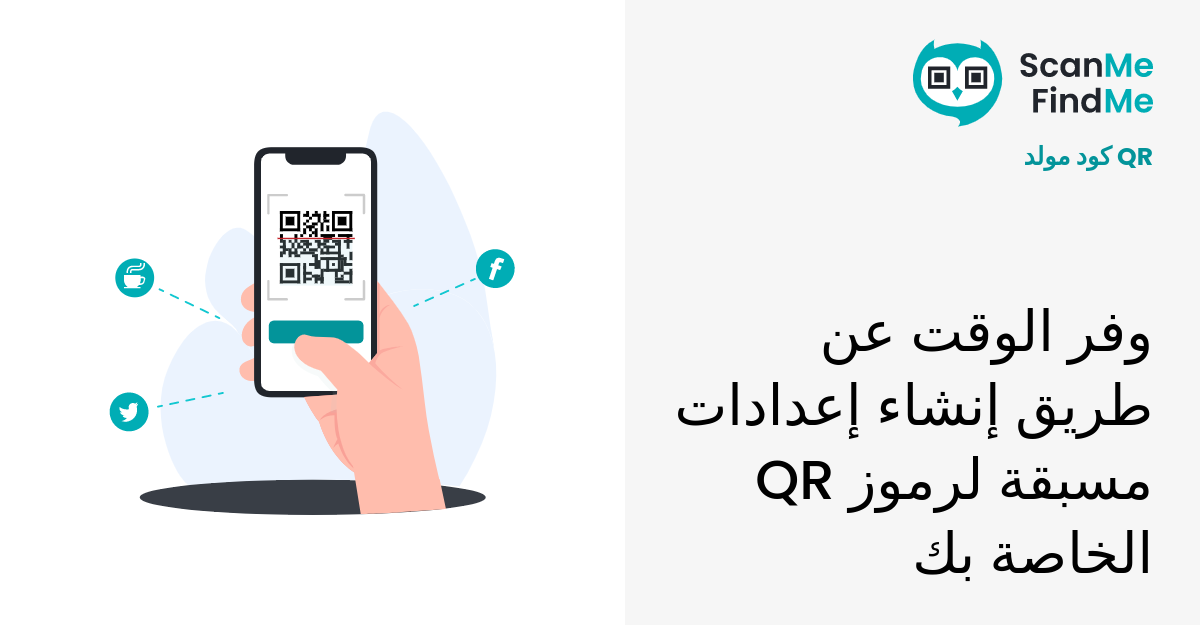 ScanMe
FindMe
QR كود مولد
وفر الوقت عن
طريق إنشاء إعدادات
مسبقة لرموز QR
الخاصة بك